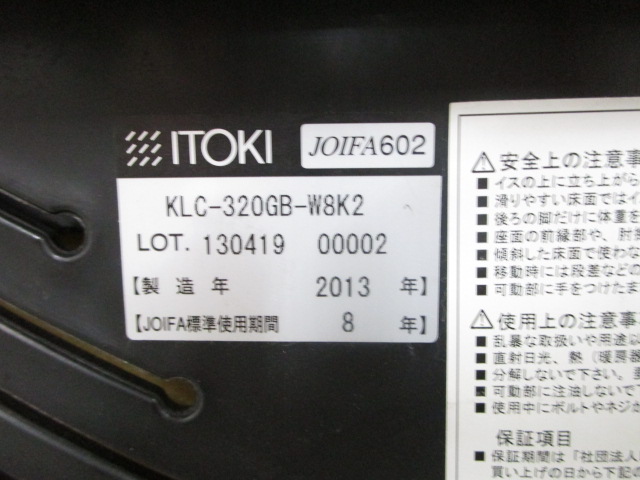 ITOKI
JOIFA602
KLC-320GB-W8K2
LOT. 130419 00002
【製造年 2013 年】
【JOIFA標準使用期間 8 年】
⚠安全上の注意事
■イスの上に立ち上がら
■滑りやすい床面ではイ
■後ろの脚だけに体重を
■座面の前縁部や、肘掛
■傾斜した床面で使わな
■移動時には段差などの
■可動部に手をつけたま
⚠使用上の注意事
■乱暴な取扱いや用途以
■直射日光、熱（暖房器
■分解しないで下さい。
■可動部に注油しないで
■使用中にボルトやネジが
保証項目
■保証期間は「社団法人
買い上げの日から下記の